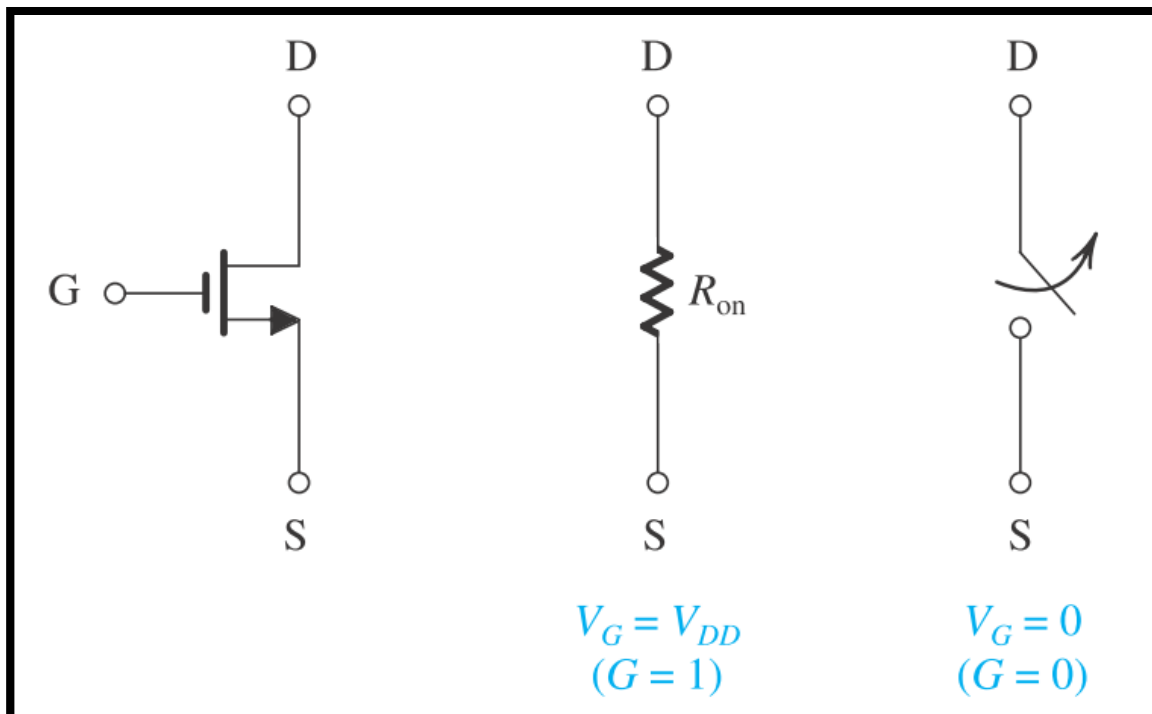 D
D
D
G
R_on
S
S
S
V_G = V_DD
(G = 1)
V_G = 0
(G = 0)